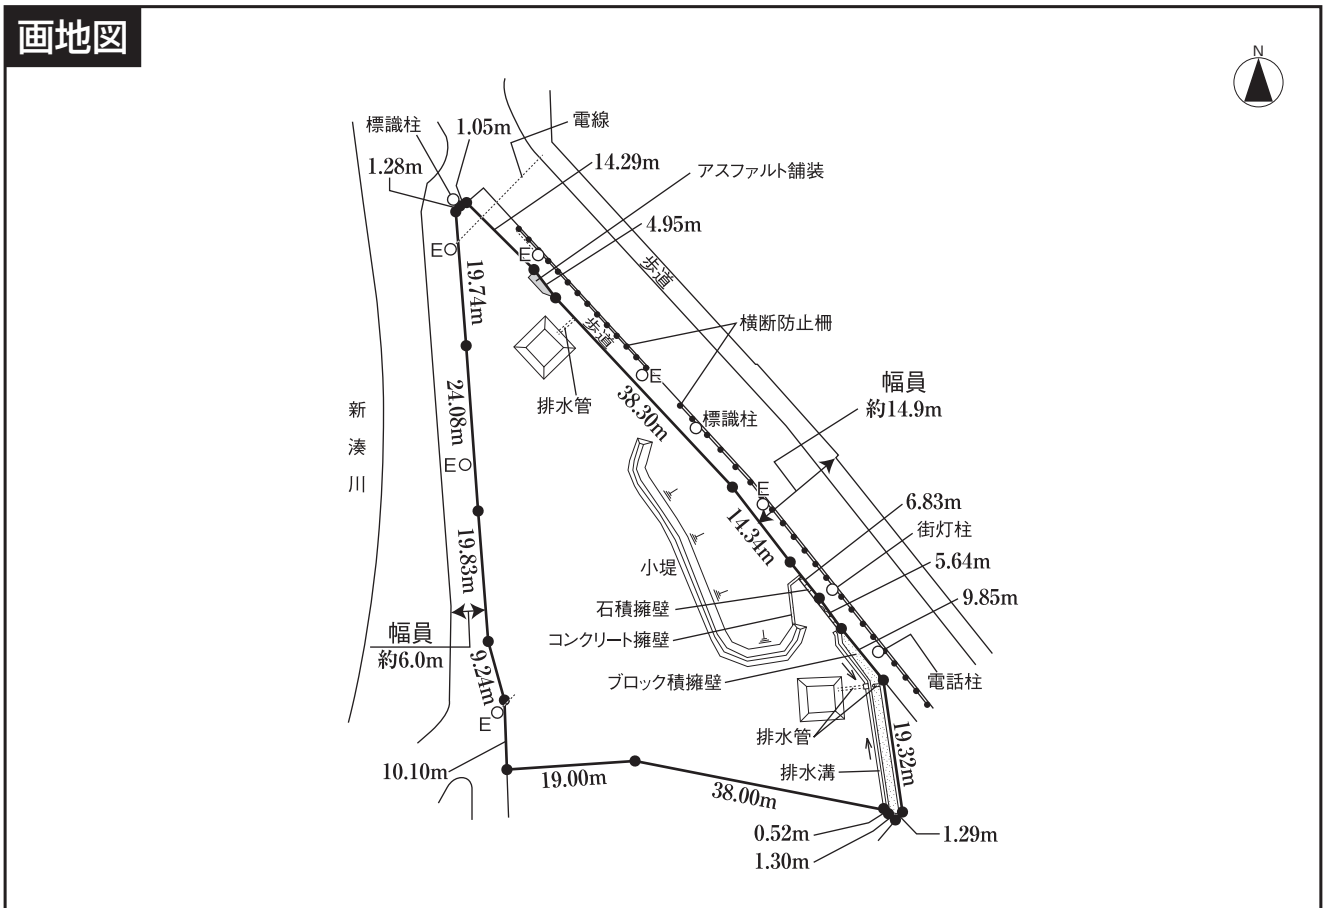 画地図
N
標識柱
1.05m
電線
1.28m
14.29m
アスファルト舗装
4.95m
E
E
歩道
19.74m
歩道
横断防止柵
E
排水管
幅員
約14.9m
24.08m
38.30m
標識柱
新湊川
E
E
6.83m
14.34m
街灯柱
19.83m
小堤
5.64m
石積擁壁
9.85m
幅員
約6.0m
コンクリート擁壁
9.24m
ブロック積擁壁
電話柱
E
排水管
19.32m
10.10m
19.00m
排水溝
38.00m
0.52m
1.29m
1.30m